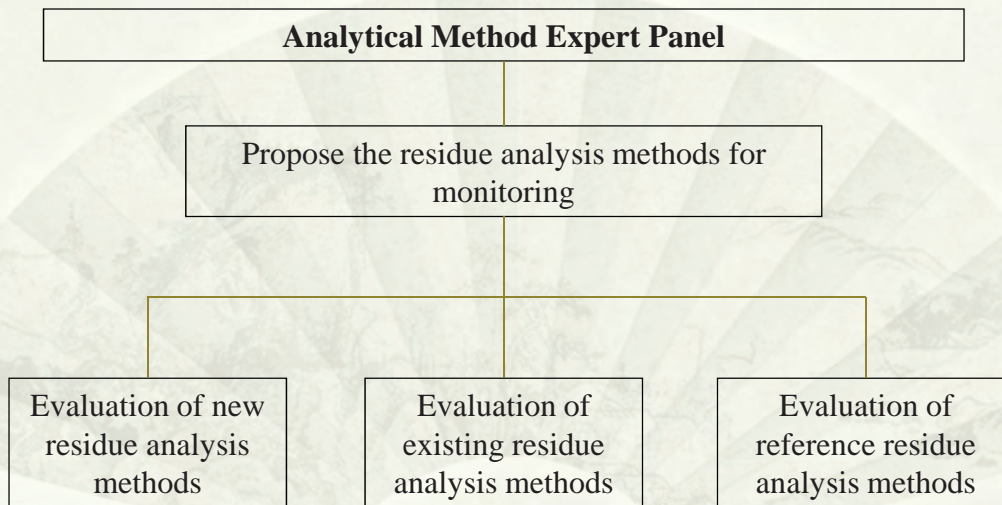 Analytical Method Expert Panel
Propose the residue analysis methods for
monitoring
Evaluation of new
residue analysis
methods
Evaluation of
existing residue
analysis methods
Evaluation of
reference residue
analysis methods